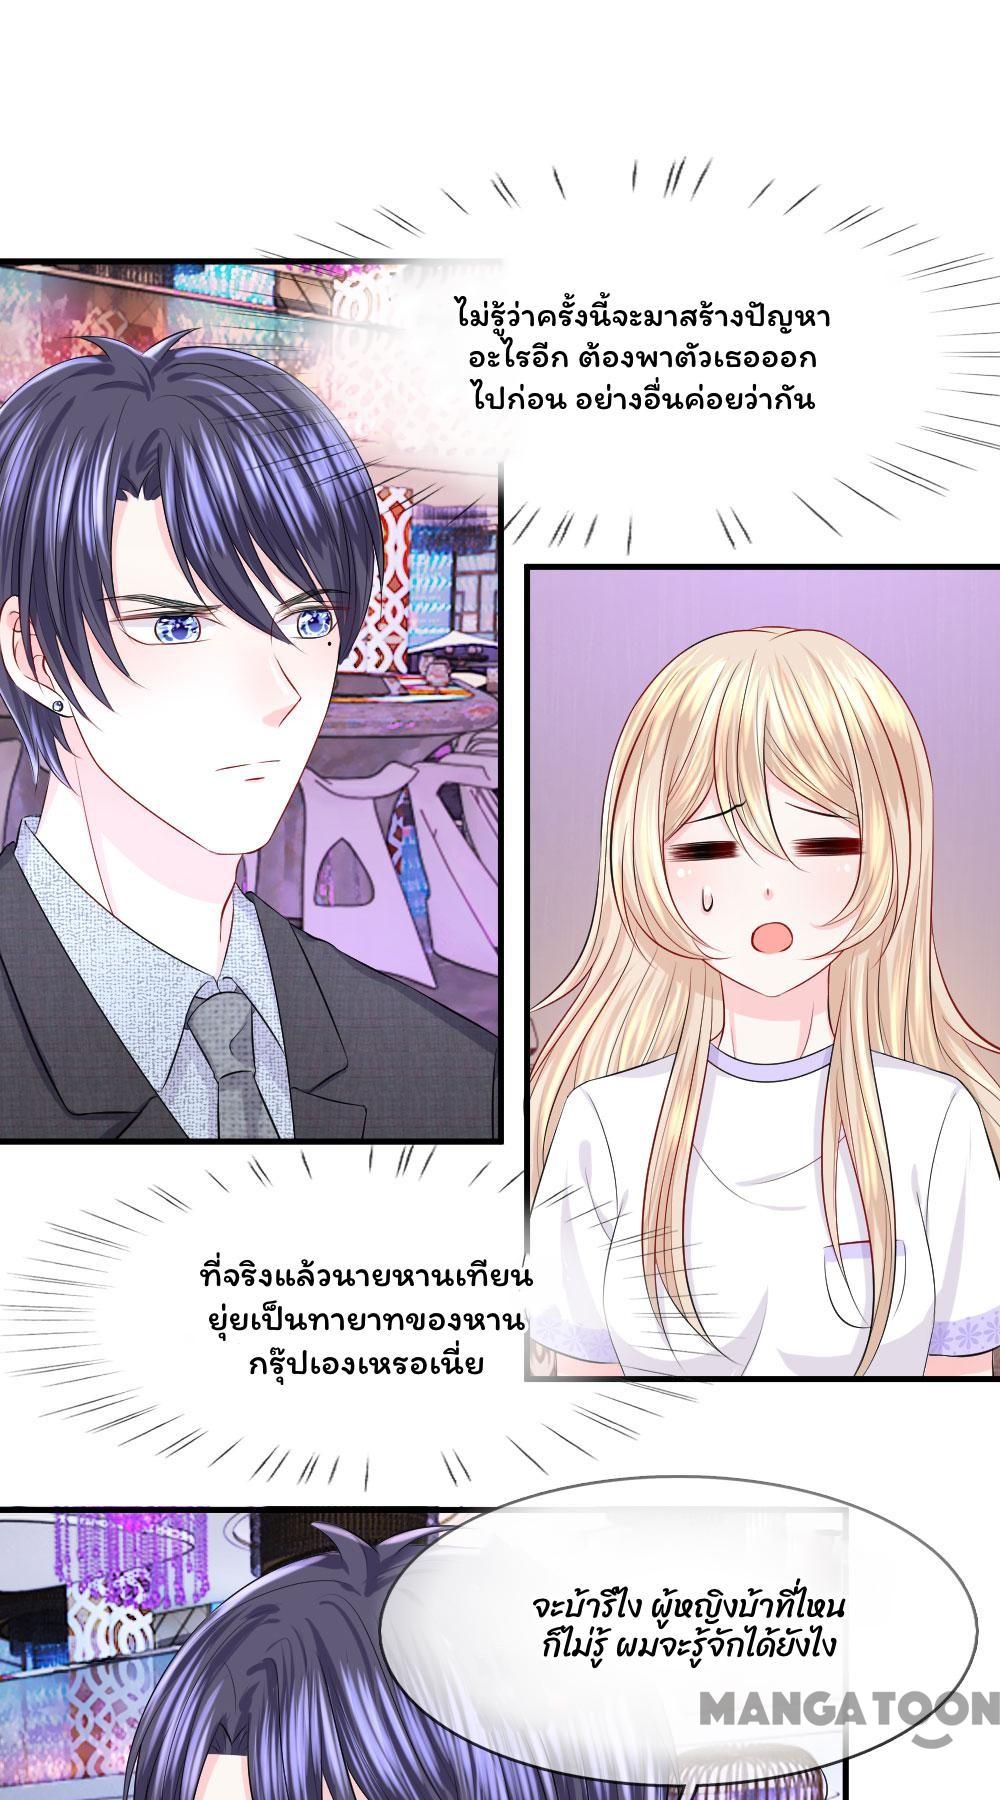 ไม่รู้ว่าครั้งนี้จะมาสร้างปัญหา
อะไรอีก ต้องพาตัวเธอออก
ไปก่อน อย่างอื่นค่อยว่ากัน
ที่จริงแล้วนายหานเทียน
ยุ่ยเป็นทายาทของหาน
กรุ๊ปเองเหรอเนี่ย
จะบ้ารึไง ผู้หญิงบ้าที่ไหน
ก็ไม่รู้ ผมจะรู้จักได้ยังไง
MANGATOON